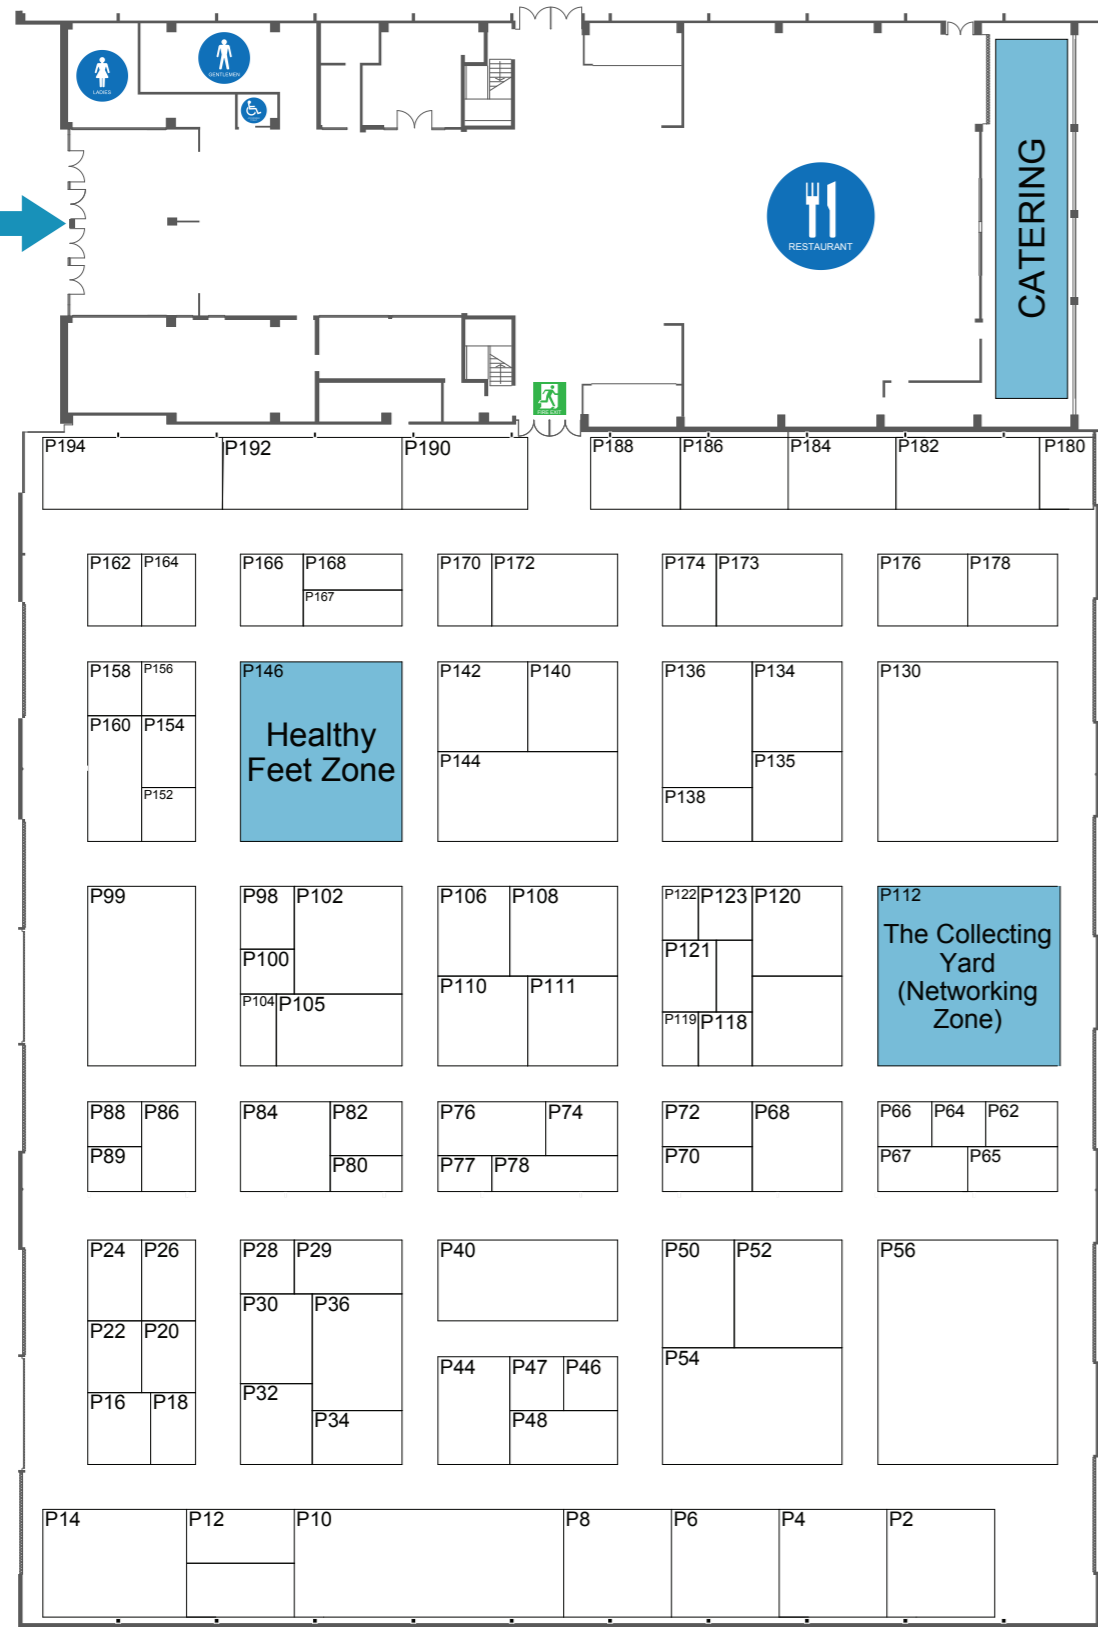 LADIES
GENTLEMEN
RESTAURANT
CATERING
FIRE EXIT
P194 P192 P190 P188 P186 P184 P182 P180
P162 P164 P166 P168 P170 P172 P174 P173 P176 P178
P167
P158 P156 P146 P142 P140 P136 P134 P130
Healthy
Feet Zone
P160 P154 P144 P135
P152 P138
P99 P98 P102 P106 P108 P122 P123 P120 P112
The Collecting
Yard
(Networking
Zone)
P100 P121
P104 P105 P110 P111 P119 P118
P88 P86 P84 P82 P76 P74 P72 P68 P66 P64 P62
P89 P80 P77 P78 P70 P67 P65
P24 P26 P28 P29 P40 P50 P52 P56
P22 P20 P30 P36 P54
P44 P47 P46
P16 P18 P32 P34 P48
P14 P12 P10 P8 P6 P4 P2